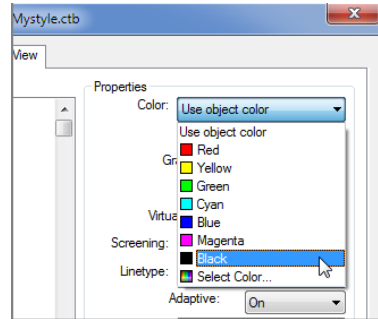 Mystyle.ctb
View
Properties
Color: Use object color
Use object color
Red
Gr Yellow
Green
Cyan
Virtua Blue
Screening: Magenta
Black
Linetype: Select Color...
Adaptive: On